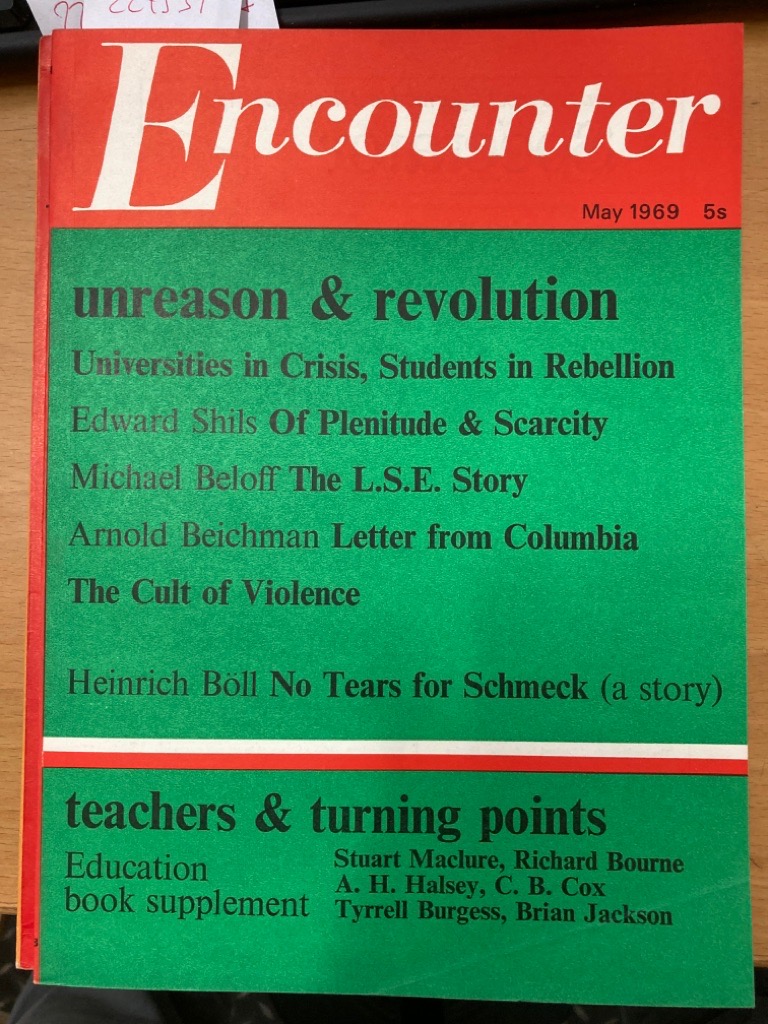 Encounter
May 1969 5s
unreason & revolution
Universities in Crisis, Students in Rebellion
Edward Shils Of Plenitude & Scarcity
Michael Beloff The L.S.E. Story
Arnold Beichman Letter from Columbia
The Cult of Violence
Heinrich Böll No Tears for Schmeck (a story)
teachers & turning points
Education
book supplement
Stuart Maclure, Richard Bourne
A. H. Halsey, C. B. Cox
Tyrrell Burgess, Brian Jackson